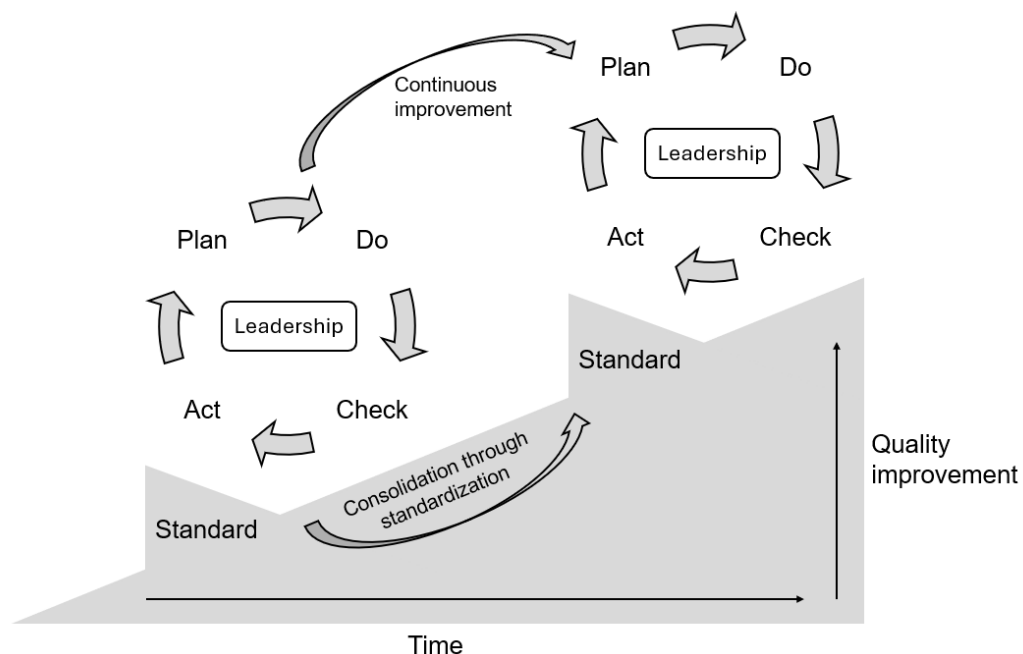 Plan
Do
Continuous
improvement
Leadership
Act
Check
Plan
Do
Leadership
Act
Check
Standard
Standard
Consolidation through
standardization
Quality
improvement
Time